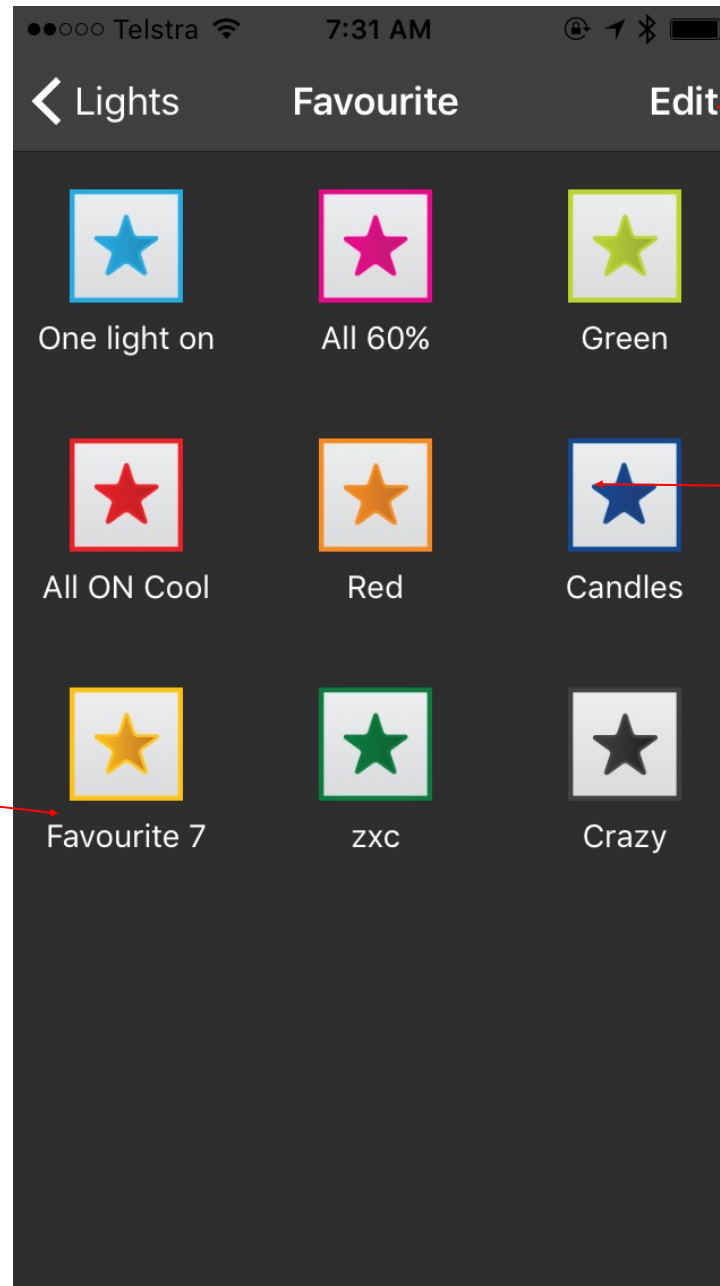 Telstra 7:31 AM
Lights Favourite Edit
One light on All 60% Green
All ON Cool Red Candles
Favourite 7 zxc Crazy